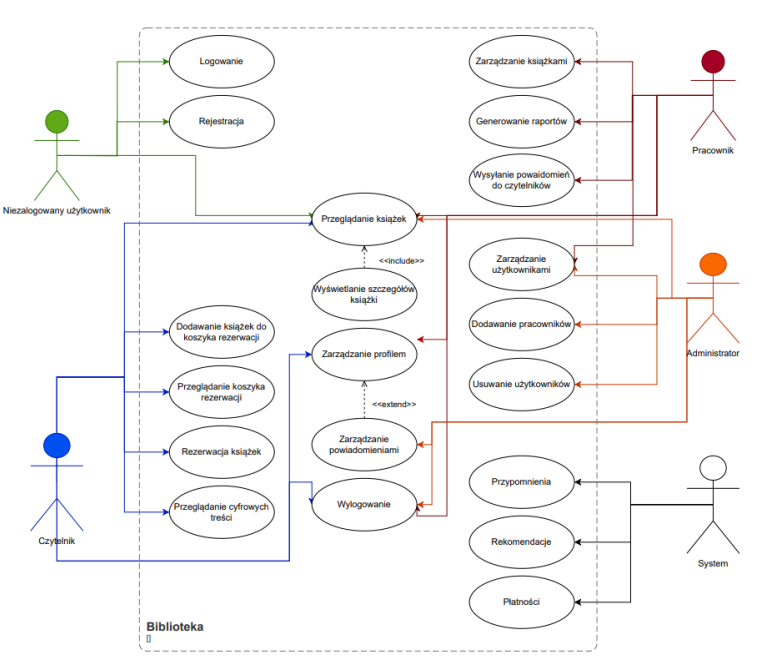 Logowanie
Rejestracja
Niezalogowany użytkownik
Zarządzanie książkami
Generowanie raportów
Wysyłanie powaidomień
do czytelników
Pracownik
Przeglądanie książek
<<include>>
Wyświetlanie szczegółów
książki
Zarządzanie
użytkownikami
Dodawanie pracowników
Usuwanie użytkowników
Administrator
Dodawanie książek do
koszyka rezerwacji
Przeglądanie koszyka
rezerwacji
Rezerwacja książek
Przeglądanie cyfrowych
treści
Czytelnik
Zarządzanie profilem
<<extend>>
Zarządzanie
powiadomieniami
Wylogowanie
Przypomnienia
Rekomendacje
Płatności
System
Biblioteka
[]